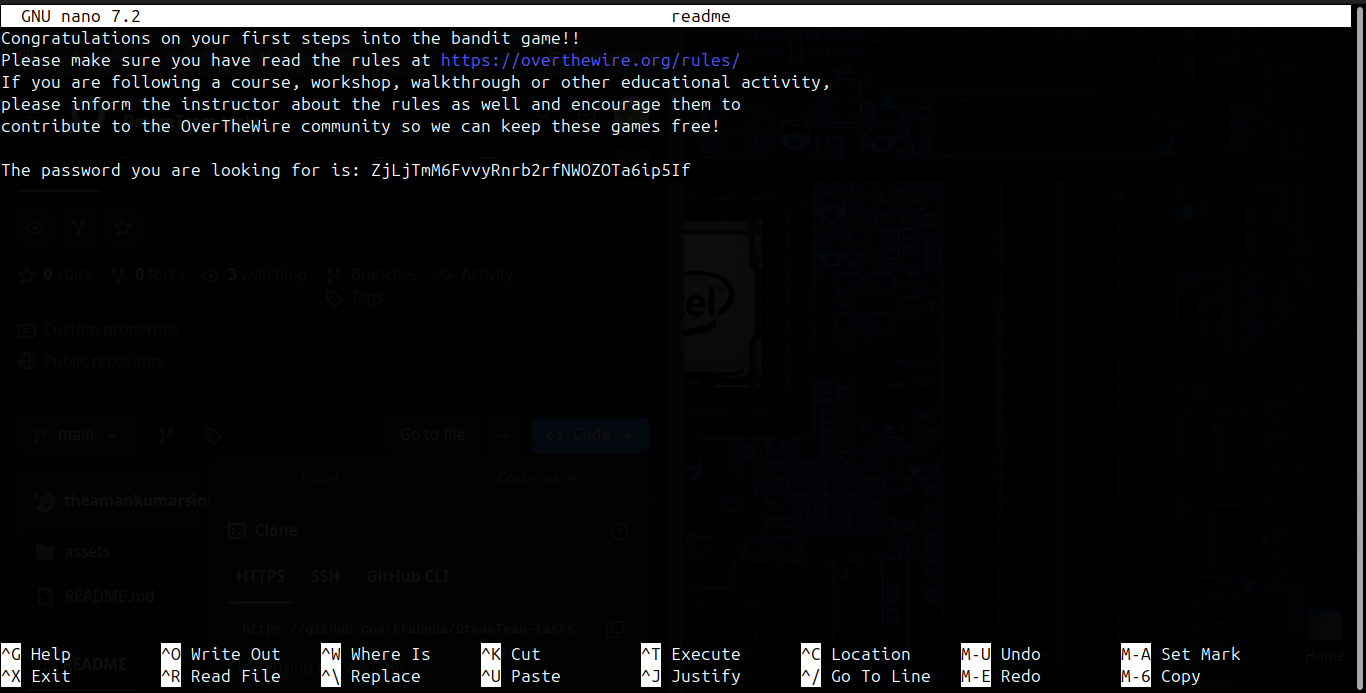 GNU nano 7.2 readme
Congratulations on your first steps into the bandit game!!
Please make sure you have read the rules at https://overthewire.org/rules/
If you are following a course, workshop, walkthrough or other educational activity,
please inform the instructor about the rules as well and encourage them to
contribute to the OverTheWire community so we can keep these games free!
The password you are looking for is: ZjLjTmM6FvvyRnrb2rfNWOZOTa6ip5If
0 stars 0 forks 3 watching Branches Activity
Tags
Custom properties
Public repository
main Go to file + Code
Local Codespaces
theamankumarsin
Clone
assets
HTTPS SSH GitHub CLI
README.md
https://github.com/traboda/DreamTeam-tasks
README
Home
^G Help ^O Write Out ^W Where Is ^K Cut ^T Execute ^C Location M-U Undo M-A Set Mark
^X Exit ^R Read File ^\ Replace ^U Paste ^J Justify ^/ Go To Line M-E Redo M-6 Copy